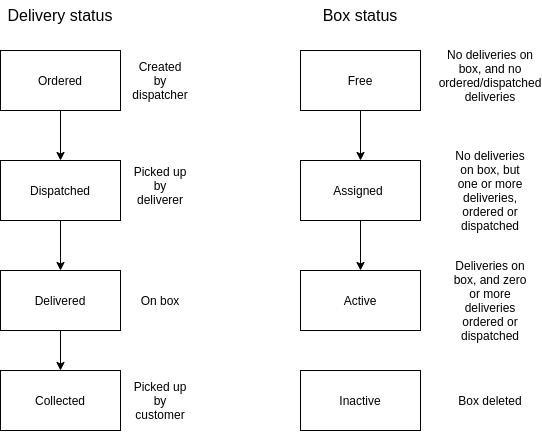 Delivery status
Box status
Ordered
Created
by
dispatcher
Free
No deliveries on
box, and no
ordered/dispatched
deliveries
Dispatched
Picked up
by
deliverer
Assigned
No deliveries
on box, but
one or more
deliveries,
ordered or
dispatched
Delivered
On box
Active
Deliveries on
box, and zero
or more
deliveries
ordered or
dispatched
Collected
Picked up
by
customer
Inactive
Box deleted